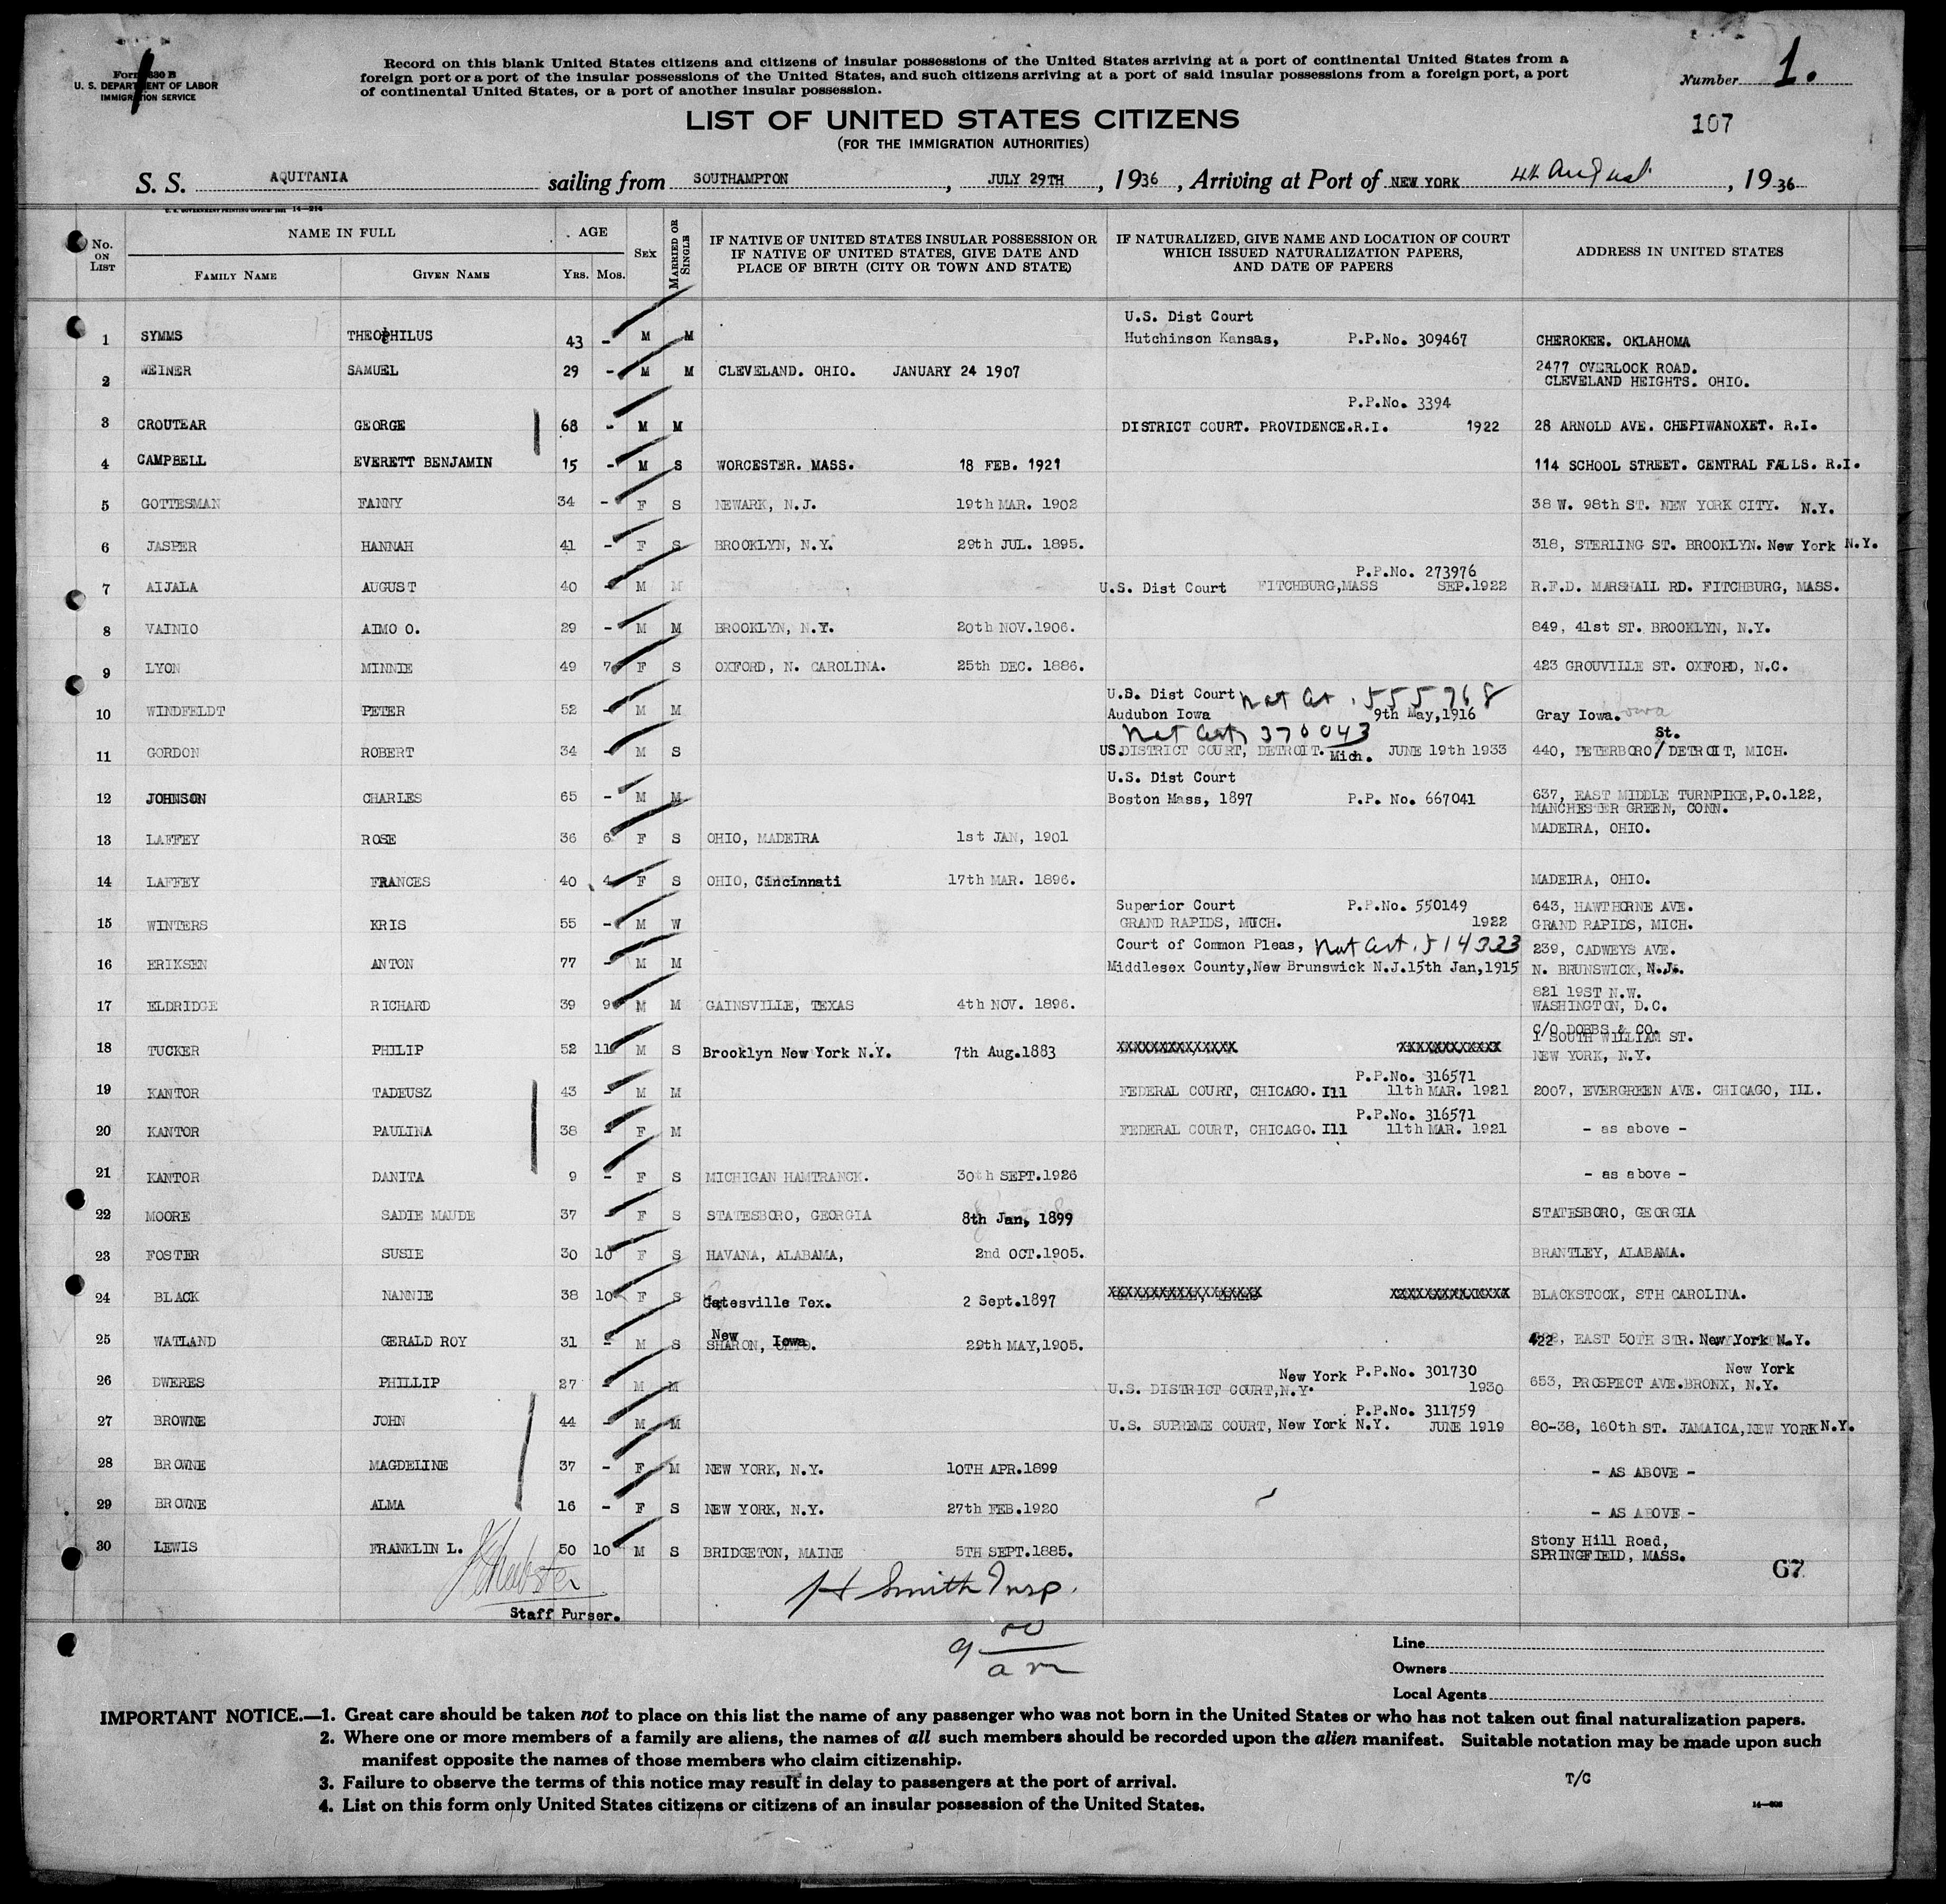 Form 630 B
U. S. DEPARTMENT OF LABOR
IMMIGRATION SERVICE
Record on this blank United States citizens and citizens of insular possessions of the United States arriving at a port of continental United States from a
foreign port or a port of the insular possessions of the United States, and such citizens arriving at a port of said insular possessions from a foreign port, a port
of continental United States, or a port of another insular possession.
Number 1.
107
LIST OF UNITED STATES CITIZENS
(FOR THE IMMIGRATION AUTHORITIES)
S. S. AQUITANIA sailing from SOUTHAMPTON, JULY 29TH, 1936, Arriving at Port of NEW YORK 4th August, 1936
No. ON LIST NAME IN FULL FAMILY NAME GIVEN NAME AGE YRS. MOS. SEX MARRIED OR SINGLE IF NATIVE OF UNITED STATES INSULAR POSSESSION OR IF NATIVE OF UNITED STATES, GIVE DATE AND PLACE OF BIRTH (CITY OR TOWN AND STATE) IF NATURALIZED, GIVE NAME AND LOCATION OF COURT WHICH ISSUED NATURALIZATION PAPERS, AND DATE OF PAPERS ADDRESS IN UNITED STATES
U.S. Dist Court
1 SYMMS THEOPHILUS 43 - M M Hutchinson Kansas, P.P.No. 309467 CHEROKEE. OKLAHOMA
2 WEINER SAMUEL 29 - M M CLEVELAND. OHIO. JANUARY 24 1907 2477 OVERLOOK ROAD.
CLEVELAND HEIGHTS. OHIO.
P.P.No. 3394
3 CROUTEAR GEORGE 68 - M M DISTRICT COURT. PROVIDENCE.R.I. 1922 28 ARNOLD AVE. CHEPIWANOXET. R.I.
4 CAMPBELL EVERETT BENJAMIN 15 - M S WORCESTER. MASS. 18 FEB. 1921 114 SCHOOL STREET. CENTRAL FALLS. R.I.
5 GOTTESMAN FANNY 34 - F S NEWARK, N.J. 19th MAR. 1902 38 W. 98th ST. NEW YORK CITY. N.Y.
6 JASPER HANNAH 41 - F S BROOKLYN, N.Y. 29th JUL. 1895. 318, STERLING ST. BROOKLYN. New York N.Y.
P.P.No. 273976
7 AIJALA AUGUST 40 - M M U.S. Dist Court FITCHBURG,MASS SEP.1922 R.F.D. MARSHALL RD. FITCHBURG, MASS.
8 VAINIO AIMO O. 29 - M M BROOKLYN, N.Y. 20th NOV.1906. 849, 41st ST. BROOKLYN, N.Y.
9 LYON MINNIE 49 7 F S OXFORD, N. CAROLINA. 25th DEC. 1886. 423 GROUVILLE ST. OXFORD, N.C.
U.S. Dist Court Nat Crt. 555768
10 WINDFELDT PETER 52 - M M Audubon Iowa 9th May,1916 Gray Iowa. Iowa
Nat Cert 370043
St.
11 GORDON ROBERT 34 - M S US.DISTRICT COURT, DETROIT. Mich. JUNE 19th 1933 440, PETERBORO/DETROIT, MICH.
U.S. Dist Court
12 JOHNSON CHARLES 65 - M M Boston Mass, 1897 P.P. No. 667041 637, EAST MIDDLE TURNPIKE,P.O.122,
MANCHESTER GREEN, CONN.
13 LAFFEY ROSE 36 6 F S OHIO, MADEIRA 1st JAN, 1901 MADEIRA, OHIO.
14 LAFFEY FRANCES 40 4 F S OHIO, Cincinnati 17th MAR. 1896. MADEIRA, OHIO.
Superior Court P.P.No. 550149 643, HAWTHORNE AVE.
15 WINTERS KRIS 55 - M W GRAND RAPIDS, MICH. 1922 GRAND RAPIDS, MICH.
Court of Common Pleas, Nat Cert. 514323 239, CADWEYS AVE.
16 ERIKSEN ANTON 77 - M M Middlesex County,New Brunswick N.J.15th Jan,1915 N. BRUNSWICK, N.J.
821 19ST N.W.
17 ELDRIDGE RICHARD 39 9 M M GAINSVILLE, TEXAS 4th NOV. 1896. WASHINGTON, D.C.
C/O DOBBS & CO.
1 SOUTH WILLIAM ST.
18 TUCKER PHILIP 52 11 M S Brooklyn New York N.Y. 7th Aug.1883 XXXXXXXXXXXXXXX XXXXXXXXXXXXX NEW YORK, N.Y.
P.P.No. 316571
19 KANTOR TADEUSZ 43 - M M FEDERAL COURT, CHICAGO. Ill 11th MAR. 1921 2007, EVERGREEN AVE. CHICAGO, ILL.
P.P.No. 316571
20 KANTOR PAULINA 38 - F M FEDERAL COURT, CHICAGO. Ill 11th MAR. 1921 - as above -
21 KANTOR DANITA 9 - F S MICHIGAN HAMTRANCK. 30th SEPT.1926 - as above -
22 MOORE SADIE MAUDE 37 - F S STATESBORO, GEORGIA 8th Jan, 1899 STATESBORO, GEORGIA
23 FOSTER SUSIE 30 10 F S HAVANA, ALABAMA, 2nd OCT.1905. BRANTLEY, ALABAMA.
24 BLACK NANNIE 38 10 F S Gatesville Tex. 2 Sept.1897 XXXXXXXXXXXXXXXXXXX XXXXXXXXXXXXXX BLACKSTOCK, STH CAROLINA.
New
25 WATLAND GERALD ROY 31 - M S SHARON, Iowa. 29th MAY,1905. 422, EAST 50TH STR. New York N.Y.
New York P.P.No. 301730 New York
26 DWERES PHILLIP 27 - M M U.S. DISTRICT COURT,N.Y. 1930 653, PROSPECT AVE.BRONX, N.Y.
P.P.No. 311759
27 BROWNE JOHN 44 - M M U.S. SUPREME COURT, New York N.Y. JUNE 1919 80-38, 160th ST. JAMAICA,NEW YORK N.Y.
28 BROWNE MAGDELINE 37 - F M NEW YORK, N.Y. 10TH APR.1899 - AS ABOVE -
29 BROWNE ALMA 16 - F S NEW YORK, N.Y. 27th FEB.1920 - AS ABOVE -
Stony Hill Road,
30 LEWIS FRANKLIN L. 50 10 M S BRIDGETON, MAINE 5TH SEPT.1885. SPRINGFIELD, MASS.
67
H Smith Insp.
Staff Purser.
9 00 am
Line
Owners
Local Agents
IMPORTANT NOTICE.—1. Great care should be taken not to place on this list the name of any passenger who was not born in the United States or who has not taken out final naturalization papers.
2. Where one or more members of a family are aliens, the names of all such members should be recorded upon the alien manifest. Suitable notation may be made upon such
manifest opposite the names of those members who claim citizenship.
3. Failure to observe the terms of this notice may result in delay to passengers at the port of arrival.
T/C
4. List on this form only United States citizens or citizens of an insular possession of the United States.